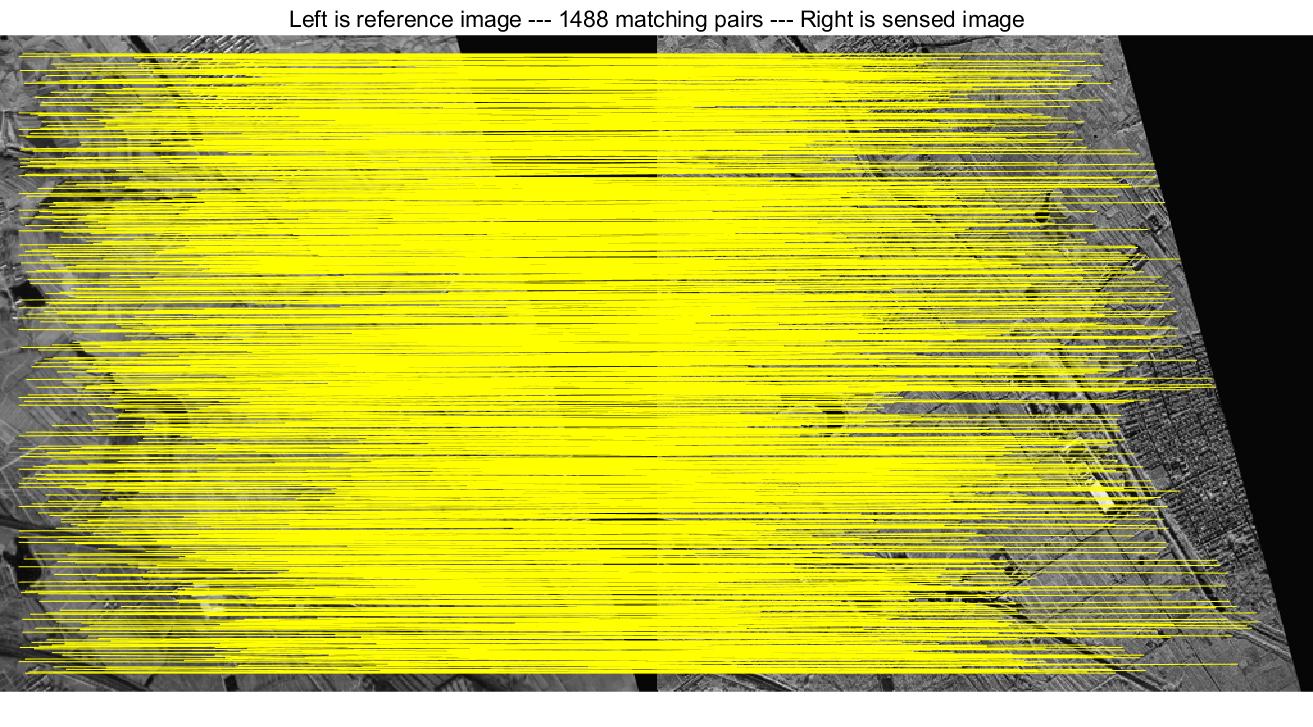 Left is reference image --- 1488 matching pairs --- Right is sensed image